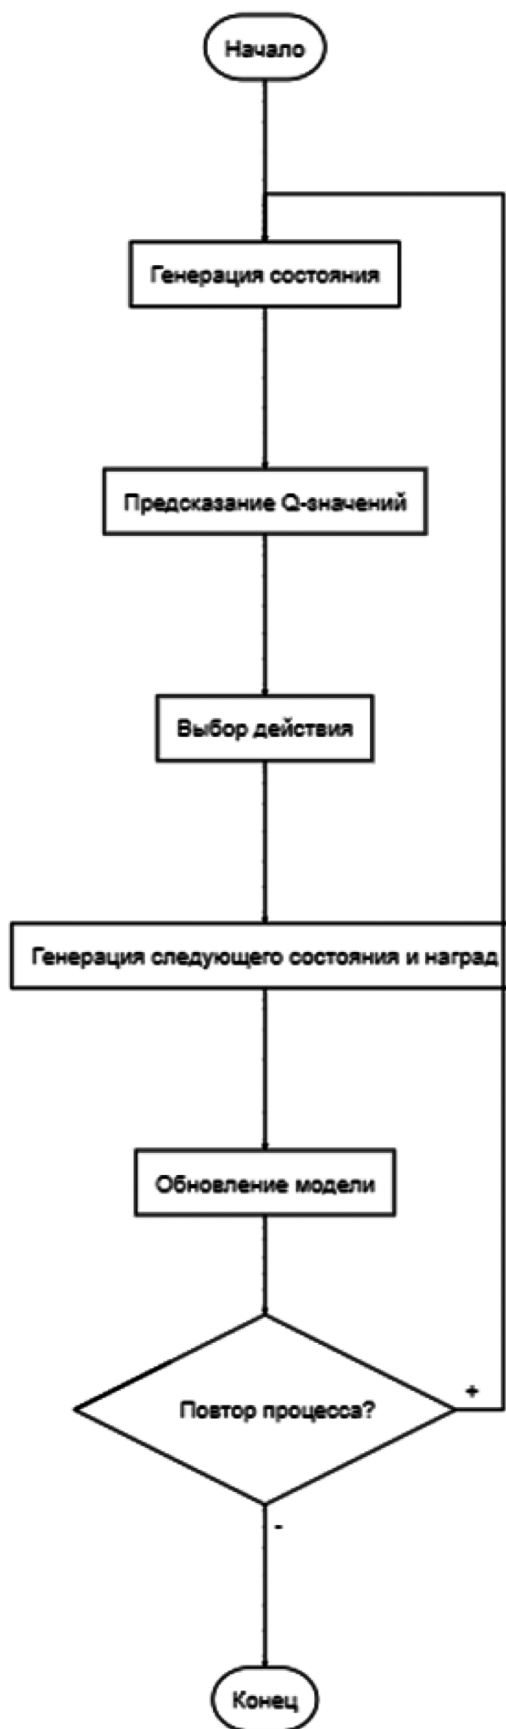 Начало
Генерация состояния
Предсказание Q-значений
Выбор действия
Генерация следующего состояния и наград
Обновление модели
Повтор процесса?
+
-
Конец